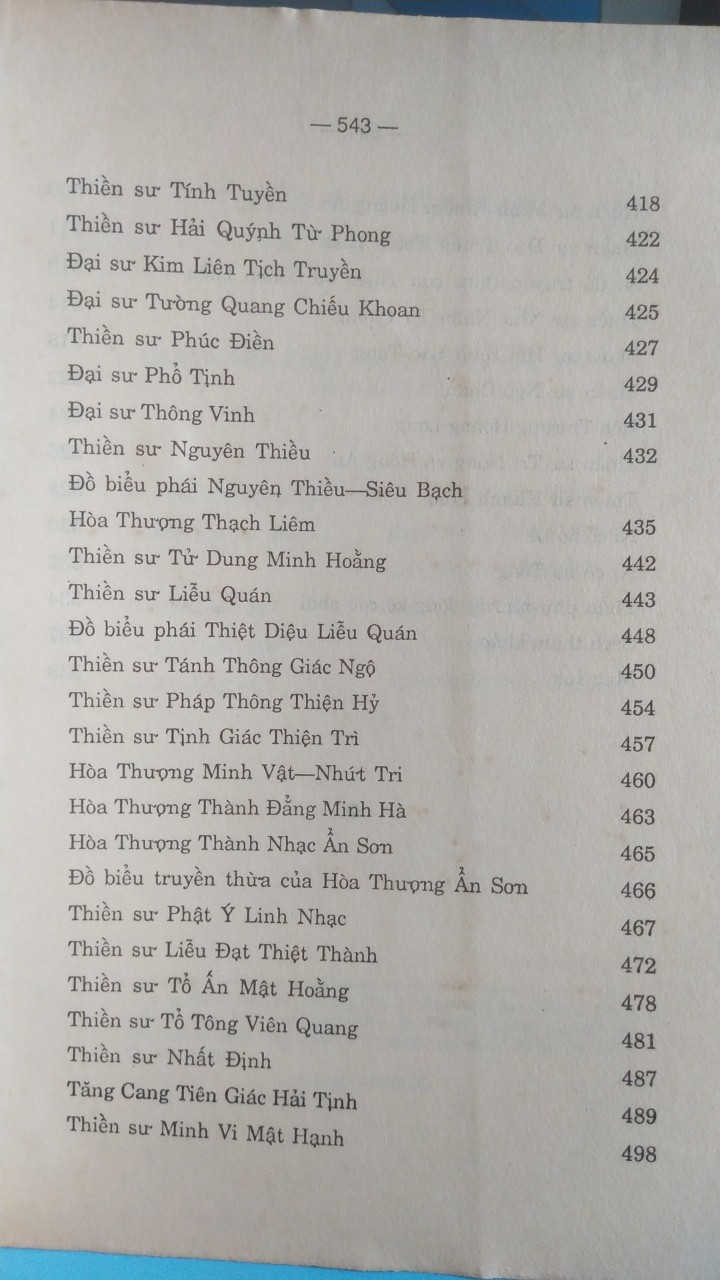 — 543 —
Thiền sư Tính Tuyền 418
Thiền sư Hải Quýnh Từ Phong 422
Đại sư Kim Liên Tịch Truyền 424
Đại sư Tường Quang Chiếu Khoan 425
Thiền sư Phúc Điền 427
Đại sư Phổ Tịnh 429
Đại sư Thông Vinh 431
Thiền sư Nguyên Thiều 432
Đồ biểu phái Nguyên Thiều—Siêu Bạch
Hòa Thượng Thạch Liêm 435
Thiền sư Tử Dung Minh Hoằng 442
Thiền sư Liễu Quán 443
Đồ biểu phái Thiệt Diệu Liễu Quán 448
Thiền sư Tánh Thông Giác Ngộ 450
Thiền sư Pháp Thông Thiện Hỷ 454
Thiền sư Tịnh Giác Thiện Trì 457
Hòa Thượng Minh Vật—Nhứt Tri 460
Hòa Thượng Thành Đẳng Minh Hà 463
Hòa Thượng Thành Nhạc Ẩn Sơn 465
Đồ biểu truyền thừa của Hòa Thượng Ẩn Sơn 466
Thiền sư Phật Ý Linh Nhạc 467
Thiền sư Liễu Đạt Thiệt Thành 472
Thiền sư Tổ Ấn Mật Hoằng 478
Thiền sư Tổ Tông Viên Quang 481
Thiền sư Nhất Định 487
Tăng Cang Tiên Giác Hải Tịnh 489
Thiền sư Minh Vi Mật Hạnh 498